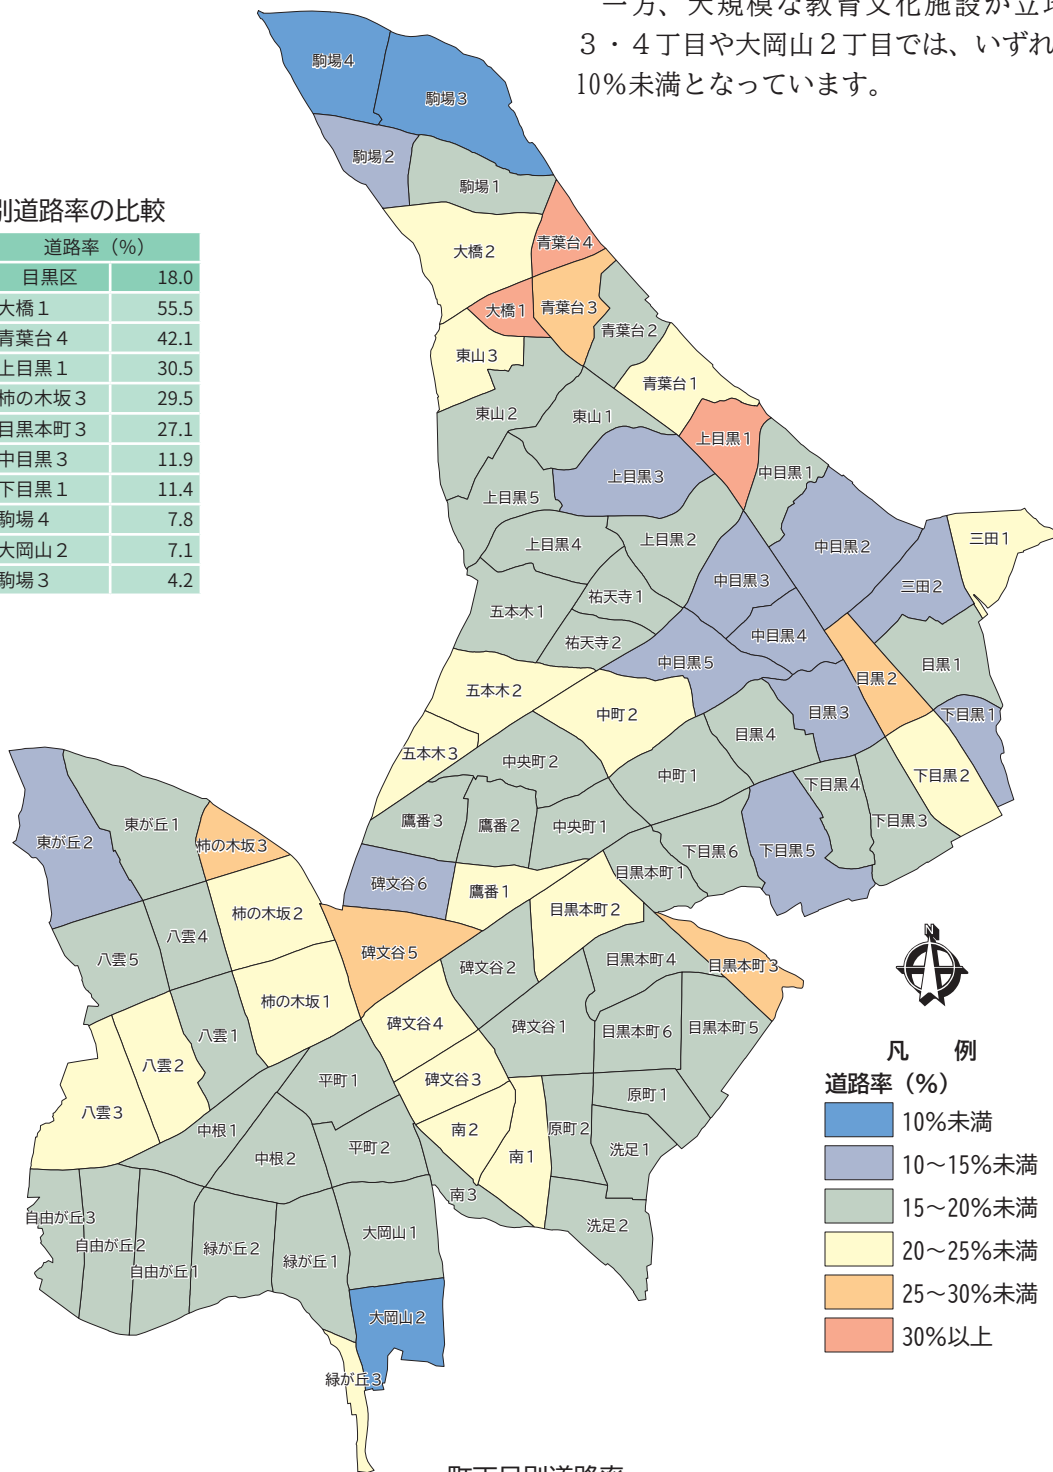 一方、大規模な教育文化施設が立地
３・４丁目や大岡山２丁目では、いずれ
10％未満となっています。
別道路率の比較
道路率（％）
目黒区 18.0
大橋１ 55.5
青葉台４ 42.1
上目黒１ 30.5
柿の木坂３ 29.5
目黒本町３ 27.1
中目黒３ 11.9
下目黒１ 11.4
駒場４ 7.8
大岡山２ 7.1
駒場３ 4.2
駒場４
駒場３
駒場２
駒場１
大橋２
青葉台４
大橋１
青葉台３
青葉台２
東山３
青葉台１
東山２
東山１
上目黒１
上目黒３
中目黒１
上目黒５
上目黒４
上目黒２
中目黒２
三田１
中目黒３
三田２
祐天寺１
五本木１
祐天寺２
中目黒４
中目黒５
目黒１
目黒２
五本木２
中町２
目黒３
下目黒１
目黒４
五本木３
中央町２
中町１
下目黒２
下目黒４
鷹番３
鷹番２
中央町１
下目黒３
東が丘１
東が丘２
柿の木坂３
下目黒６
下目黒５
目黒本町１
碑文谷６
鷹番１
目黒本町２
柿の木坂２
八雲４
八雲５
碑文谷５
碑文谷２
目黒本町４
目黒本町３
柿の木坂１
碑文谷４
碑文谷１
目黒本町６
目黒本町５
八雲１
八雲２
平町１
碑文谷３
原町１
八雲３
中根１
南２
原町２
平町２
中根２
南１
洗足１
南３
自由が丘３
自由が丘２
自由が丘１
緑が丘２
緑が丘１
大岡山１
洗足２
大岡山２
緑が丘３
N
凡　例
道路率（％）
10％未満
10～15％未満
15～20％未満
20～25％未満
25～30％未満
30％以上
町丁目別道路率